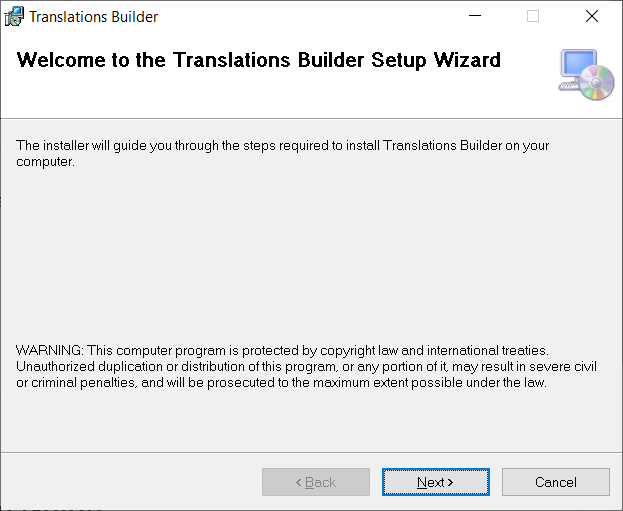 Translations Builder
Welcome to the Translations Builder Setup Wizard
The installer will guide you through the steps required to install Translations Builder on your
computer.
WARNING: This computer program is protected by copyright law and international treaties.
Unauthorized duplication or distribution of this program, or any portion of it, may result in severe civil
or criminal penalties, and will be prosecuted to the maximum extent possible under the law.
< Back
Next >
Cancel